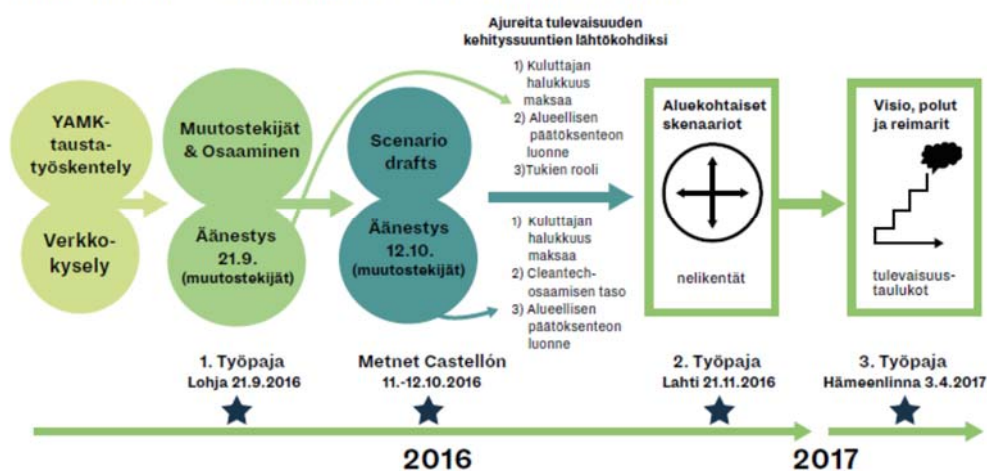 Ajureita tulevaisuuden
kehityssuuntien lähtökohdiksi
YAMK-
tausta-
työskentely
Verkko-
kysely
Muutostekijät
& Osaaminen
Äänestys
21.9.
(muutostekijät)
Scenario
drafts
Äänestys
12.10.
(muutostekijät)
1) Kuluttajan
halukkuus
maksaa
2) Alueellisen
päätöksenteon
luonne
3)Tukien rooli
1) Kuluttajan
halukkuus
maksaa
2) Cleantech-
osaamisen taso
3) Alueellisen
päätöksenteon
luonne
Aluekohtaiset
skenaariot
nelikentät
Visio, polut
ja reimarit
tulevaisuus-
taulukot
1. Työpaja
Lohja 21.9.2016
Metnet Castellón
11.-12.10.2016
2. Työpaja
Lahti 21.11.2016
3. Työpaja
Hämeenlinna 3.4.2017
2016
2017